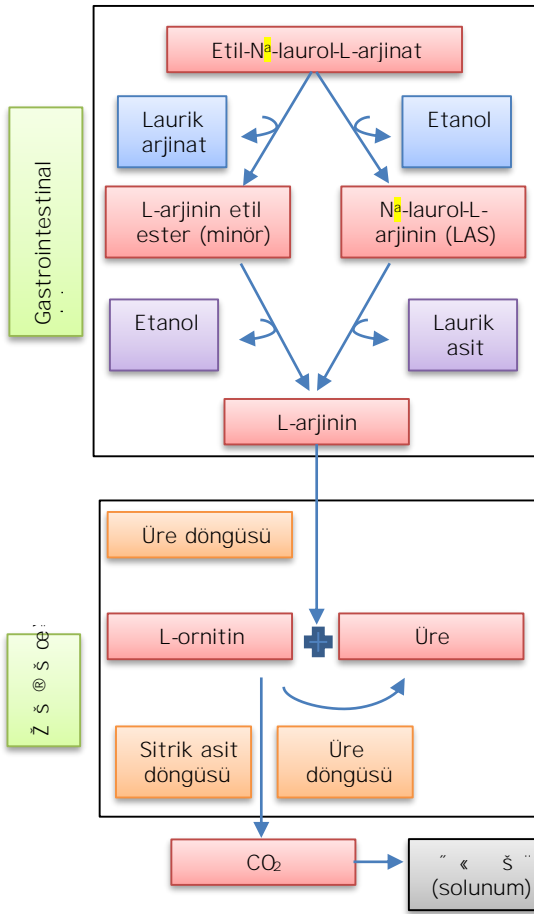 Etil-Nª-laurol-L-arjinat
Laurik
arjinat
Etanol
L-arjinin etil
ester (minör)
Nª-laurol-L-
arjinin (LAS)
Gastrointestinal
Etanol
Laurik
asit
L-arjinin
Üre döngüsü
L-ornitin
Üre
Sitrik asit
döngüsü
Üre
döngüsü
CO₂
(solunum)